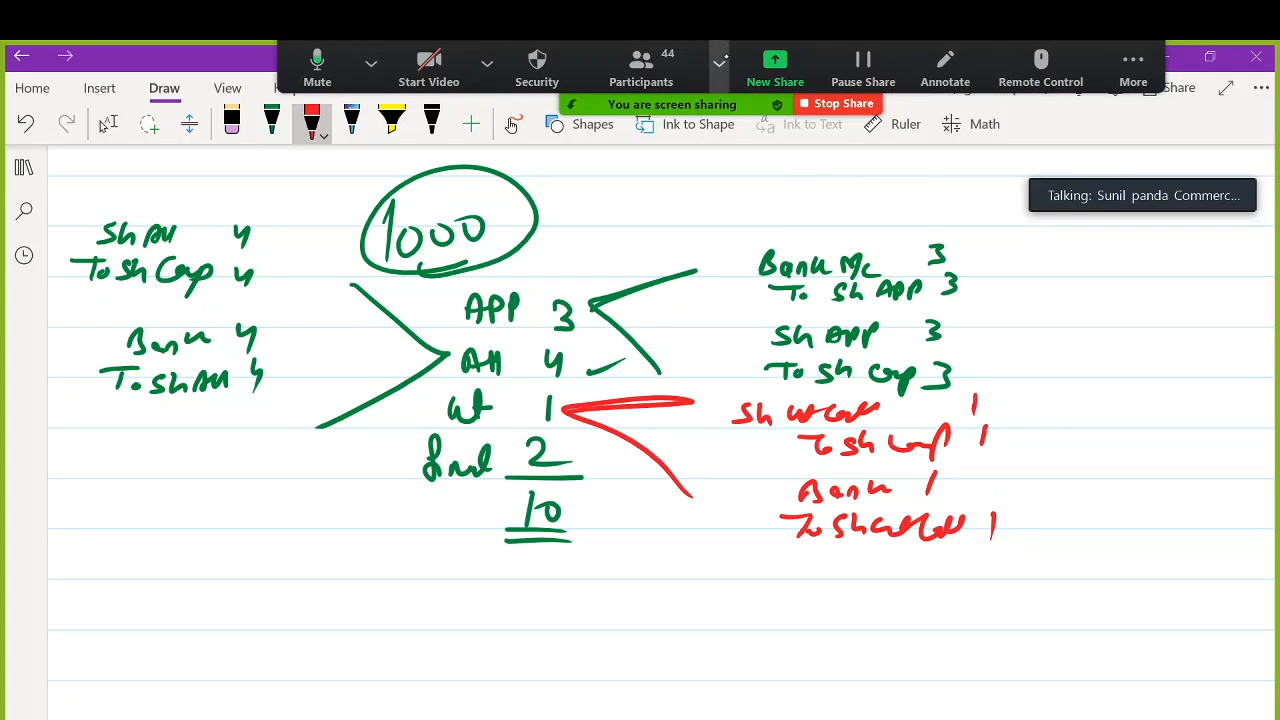 Mute
Start Video
Security
Participants 44
New Share
Pause Share
Annotate
Remote Control
More
You are screen sharing
Stop Share
Home Insert Draw View
Share
Shapes
Ink to Shape
Ink to Text
Ruler
Math
Talking: Sunil panda Commerc...
1000
Sh All 4
To Sh Cap 4
Bank 4
To Sh All 4
APP 3
All 4
1
2
10
Bank A/c 3
To Sh APP 3
Sh APP 3
To Sh Cap 3
Sh 1
To Sh Cap 1
Bank 1
To Sh 1